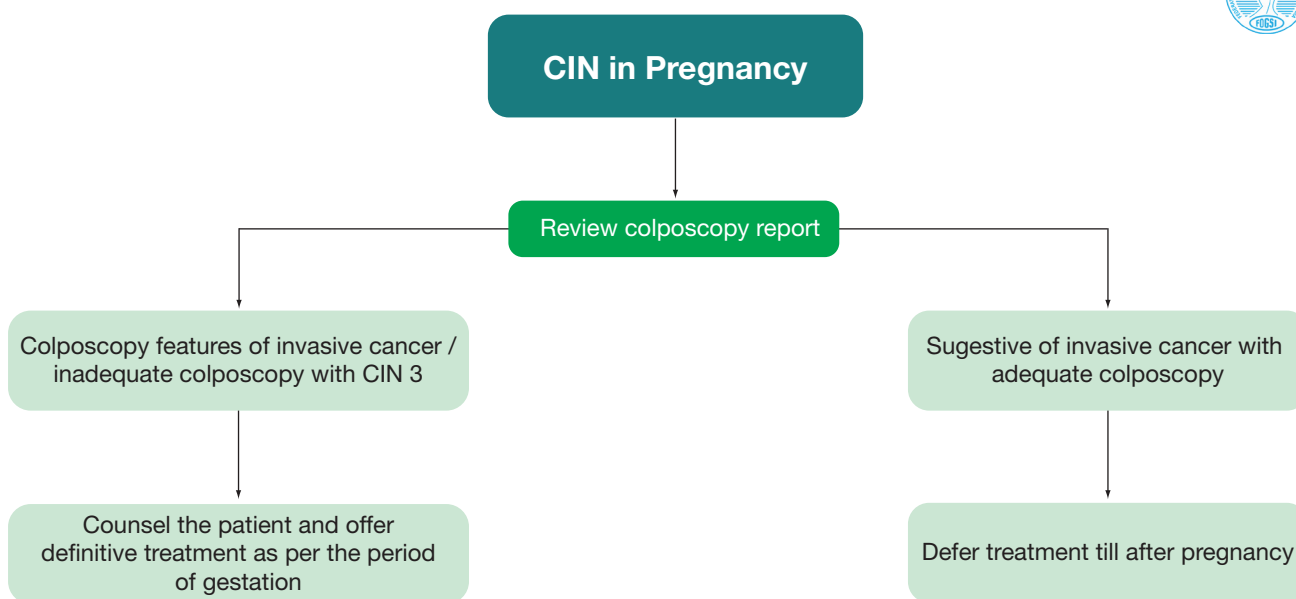 FOGSI
CIN in Pregnancy
Review colposcopy report
Colposcopy features of invasive cancer /
inadequate colposcopy with CIN 3
Sugestive of invasive cancer with
adequate colposcopy
Counsel the patient and offer
definitive treatment as per the period
of gestation
Defer treatment till after pregnancy